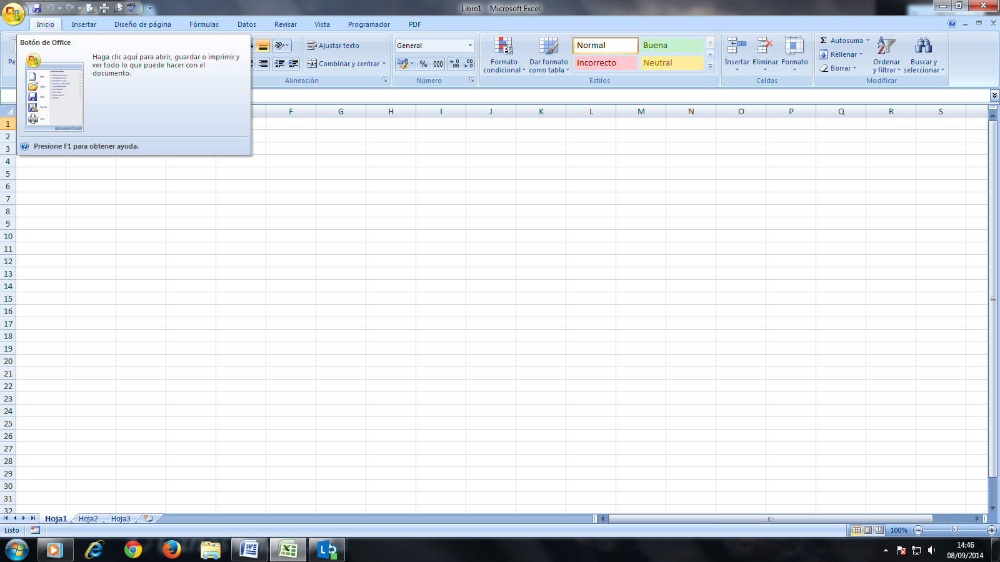 Libro1 - Microsoft Excel
Inicio Insertar Diseño de página Fórmulas Datos Revisar Vista Programador PDF
Botón de Office
Haga clic aquí para abrir, guardar o imprimir y
ver todo lo que puede hacer con el
documento.
Presione F1 para obtener ayuda.
Pe
Ajustar texto
Combinar y centrar
Alineación
General
% 000
Número
Formato
condicional
Dar formato
como tabla
Normal Buena
Incorrecto Neutral
Estilos
Insertar Eliminar Formato
Celdas
Σ Autosuma
Rellenar
Borrar
Ordenar
y filtrar
Buscar y
seleccionar
Modificar
F G H I J K L M N O P Q R S
1
2
3
4
5
6
7
8
9
10
11
12
13
14
15
16
17
18
19
20
21
22
23
24
25
26
27
28
29
30
31
32
Hoja1 Hoja2 Hoja3
Listo
100%
14:46
08/09/2014